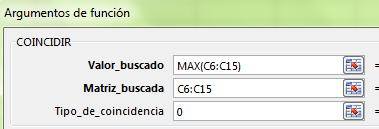 Argumentos de función
COINCIDIR
Valor_buscado MAX(C6:C15) =
Matriz_buscada C6:C15 =
Tipo_de_coincidencia 0 =